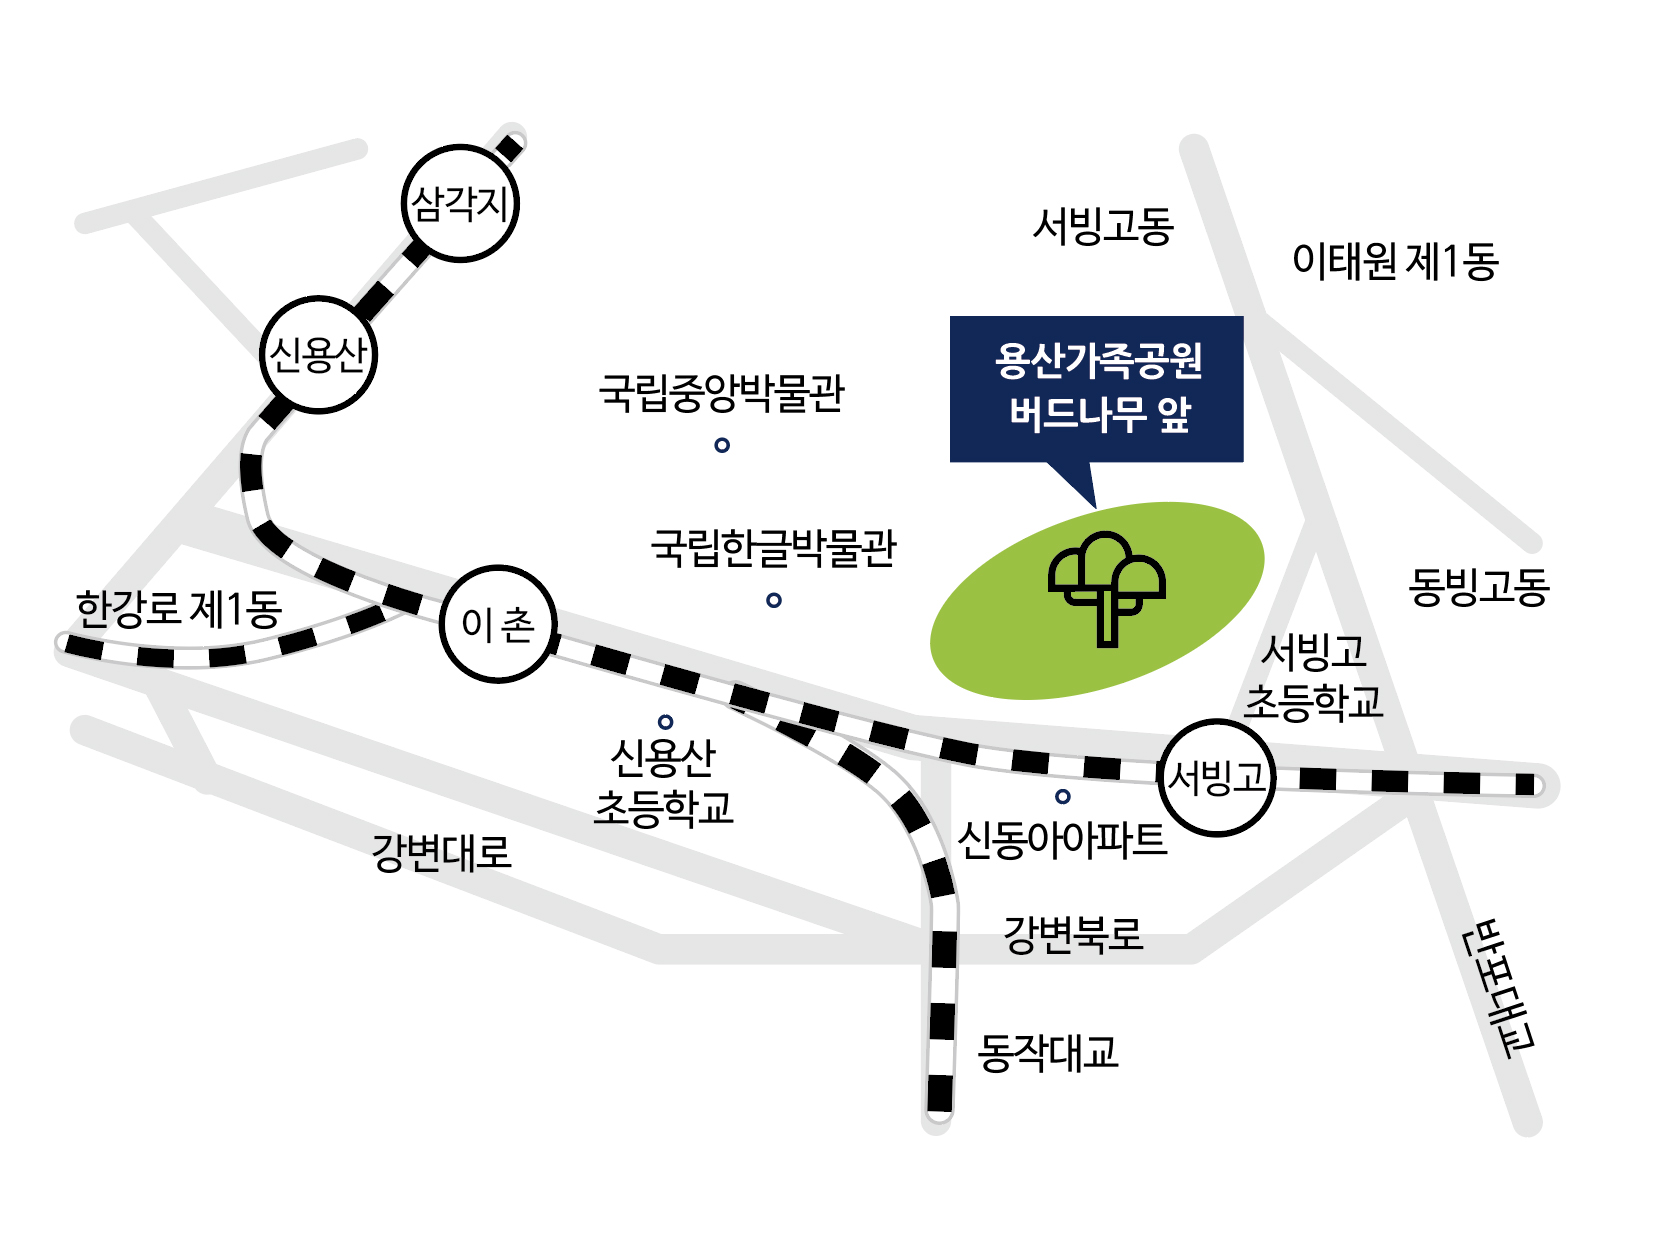 삼각지
서빙고동
이태원 제1동
신용산
용산가족공원
버드나무 앞
국립중앙박물관
국립한글박물관
동빙고동
한강로 제1동
이촌
서빙고
초등학교
신용산
초등학교
서빙고
신동아아파트
강변대로
강변북로
반포대교
동작대교